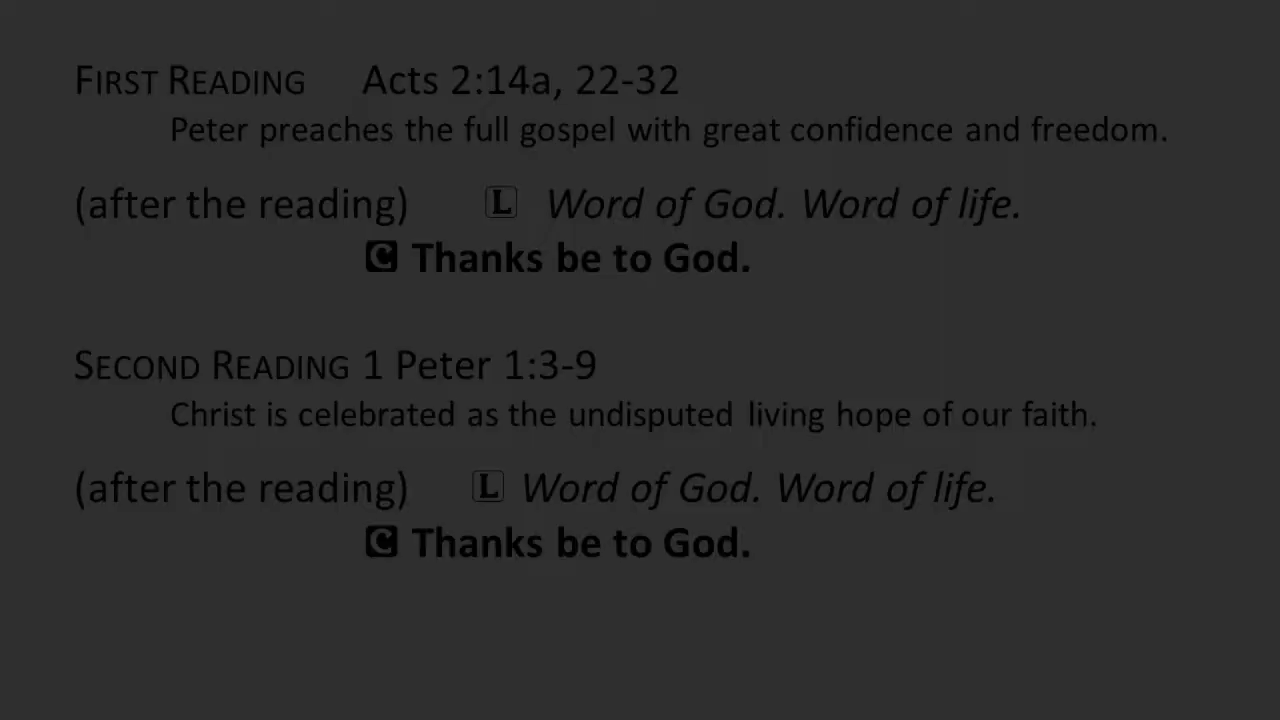 FIRST READING Acts 2:14a, 22-32
Peter preaches the full gospel with great confidence and freedom.
(after the reading) L Word of God. Word of life.
C Thanks be to God.
SECOND READING 1 Peter 1:3-9
Christ is celebrated as the undisputed living hope of our faith.
(after the reading) L Word of God. Word of life.
C Thanks be to God.